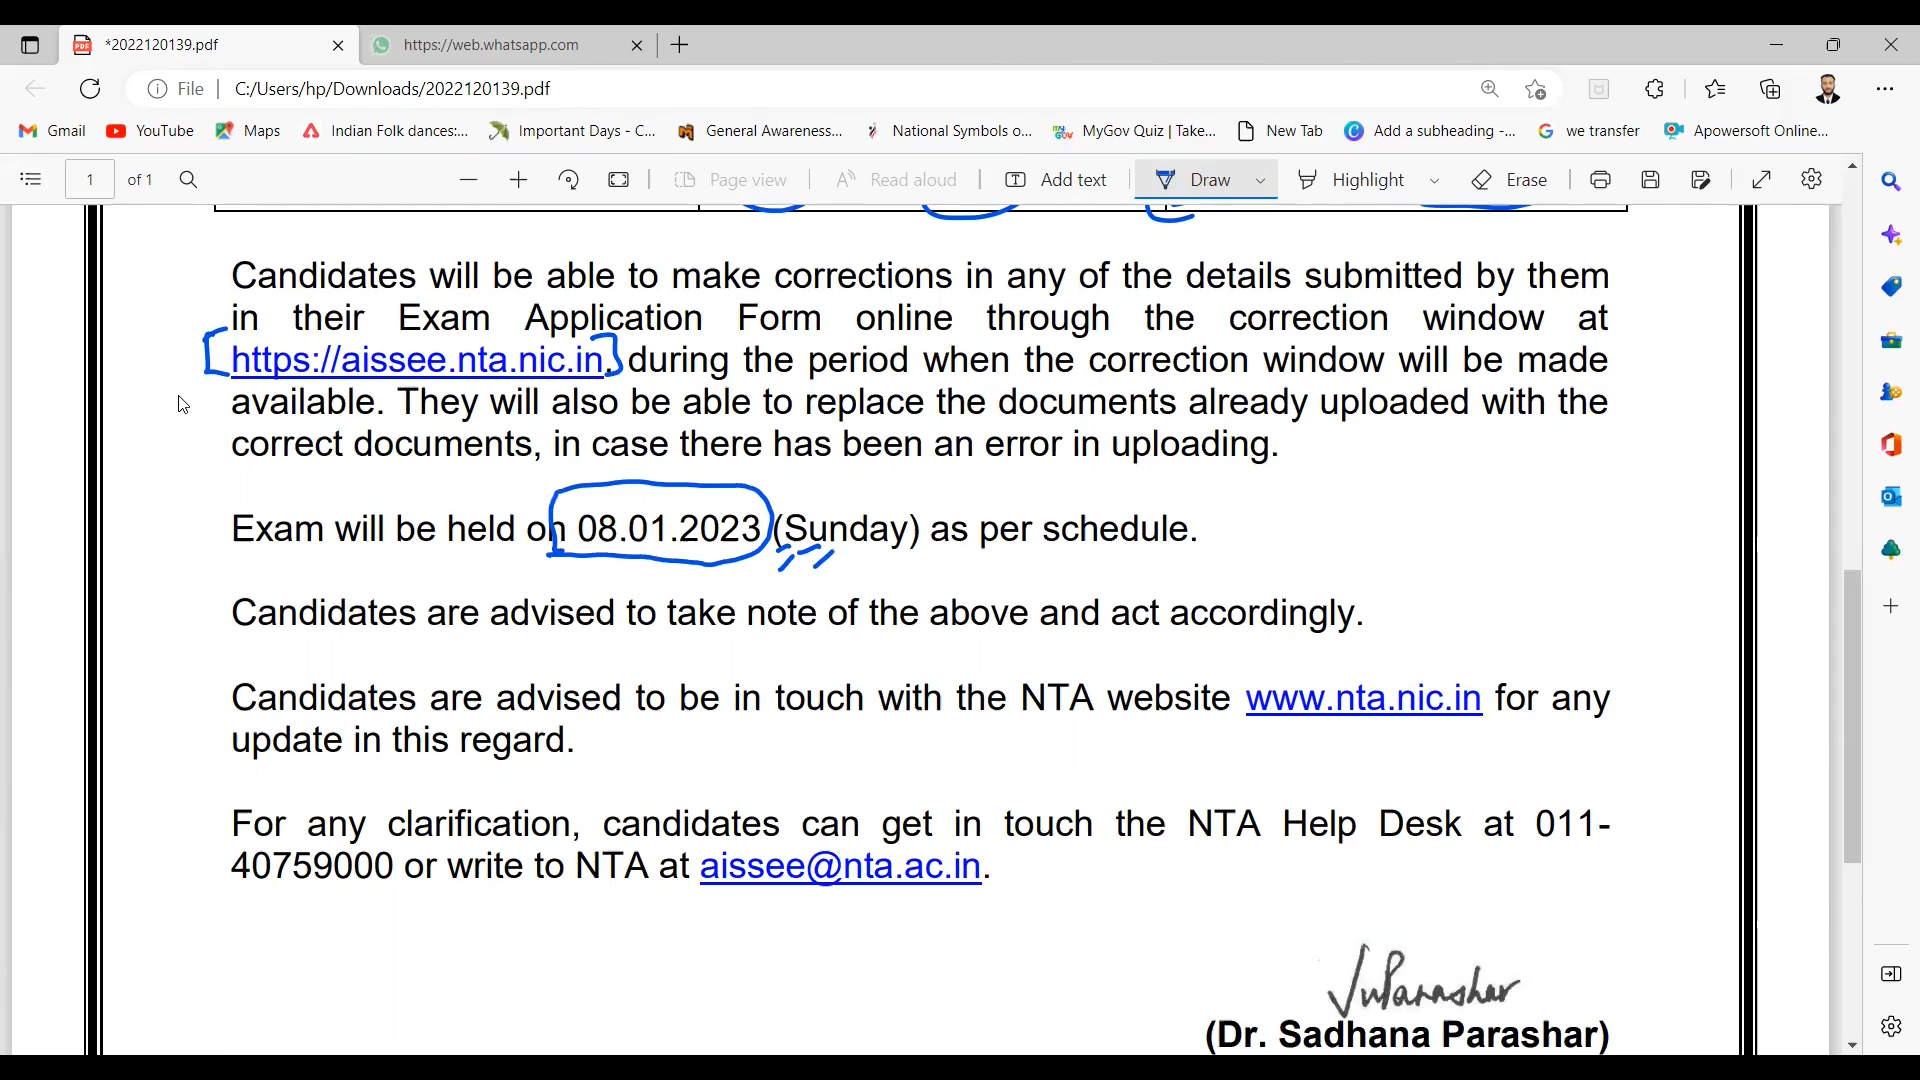 *2022120139.pdf
https://web.whatsapp.com
File
C:/Users/hp/Downloads/2022120139.pdf
Gmail
YouTube
Maps
Indian Folk dances:...
Important Days - C...
General Awareness...
National Symbols o...
MyGov Quiz | Take...
New Tab
Add a subheading -...
we transfer
Apowersoft Online...
1 of 1
Page view
Read aloud
Add text
Draw
Highlight
Erase
Candidates will be able to make corrections in any of the details submitted by them
in their Exam Application Form online through the correction window at
https://aissee.nta.nic.in, during the period when the correction window will be made
available. They will also be able to replace the documents already uploaded with the
correct documents, in case there has been an error in uploading.
Exam will be held on 08.01.2023 (Sunday) as per schedule.
Candidates are advised to take note of the above and act accordingly.
Candidates are advised to be in touch with the NTA website www.nta.nic.in for any
update in this regard.
For any clarification, candidates can get in touch the NTA Help Desk at 011-
40759000 or write to NTA at aissee@nta.ac.in.
(Dr. Sadhana Parashar)